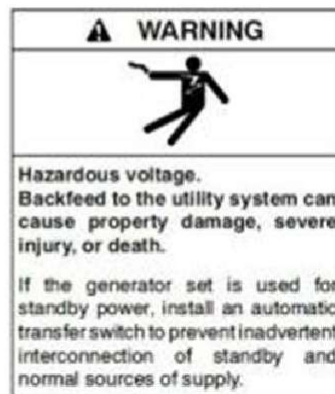 WARNING
Hazardous voltage.
Backfeed to the utility system can
cause property damage, severe
injury, or death.
If the generator set is used for
standby power, install an automatic
transfer switch to prevent inadvertent
interconnection of standby and
normal sources of supply.